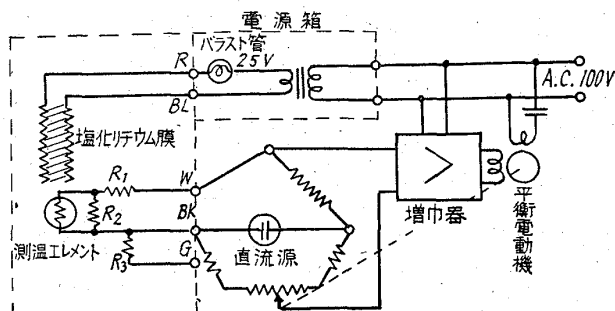 電源箱
バラスト管
R
25V
BL
A.C.100V
塩化リテウム膜
R1
W
R2
BK
増巾器
平衡電動機
測温エレメント
R3
G
直流源